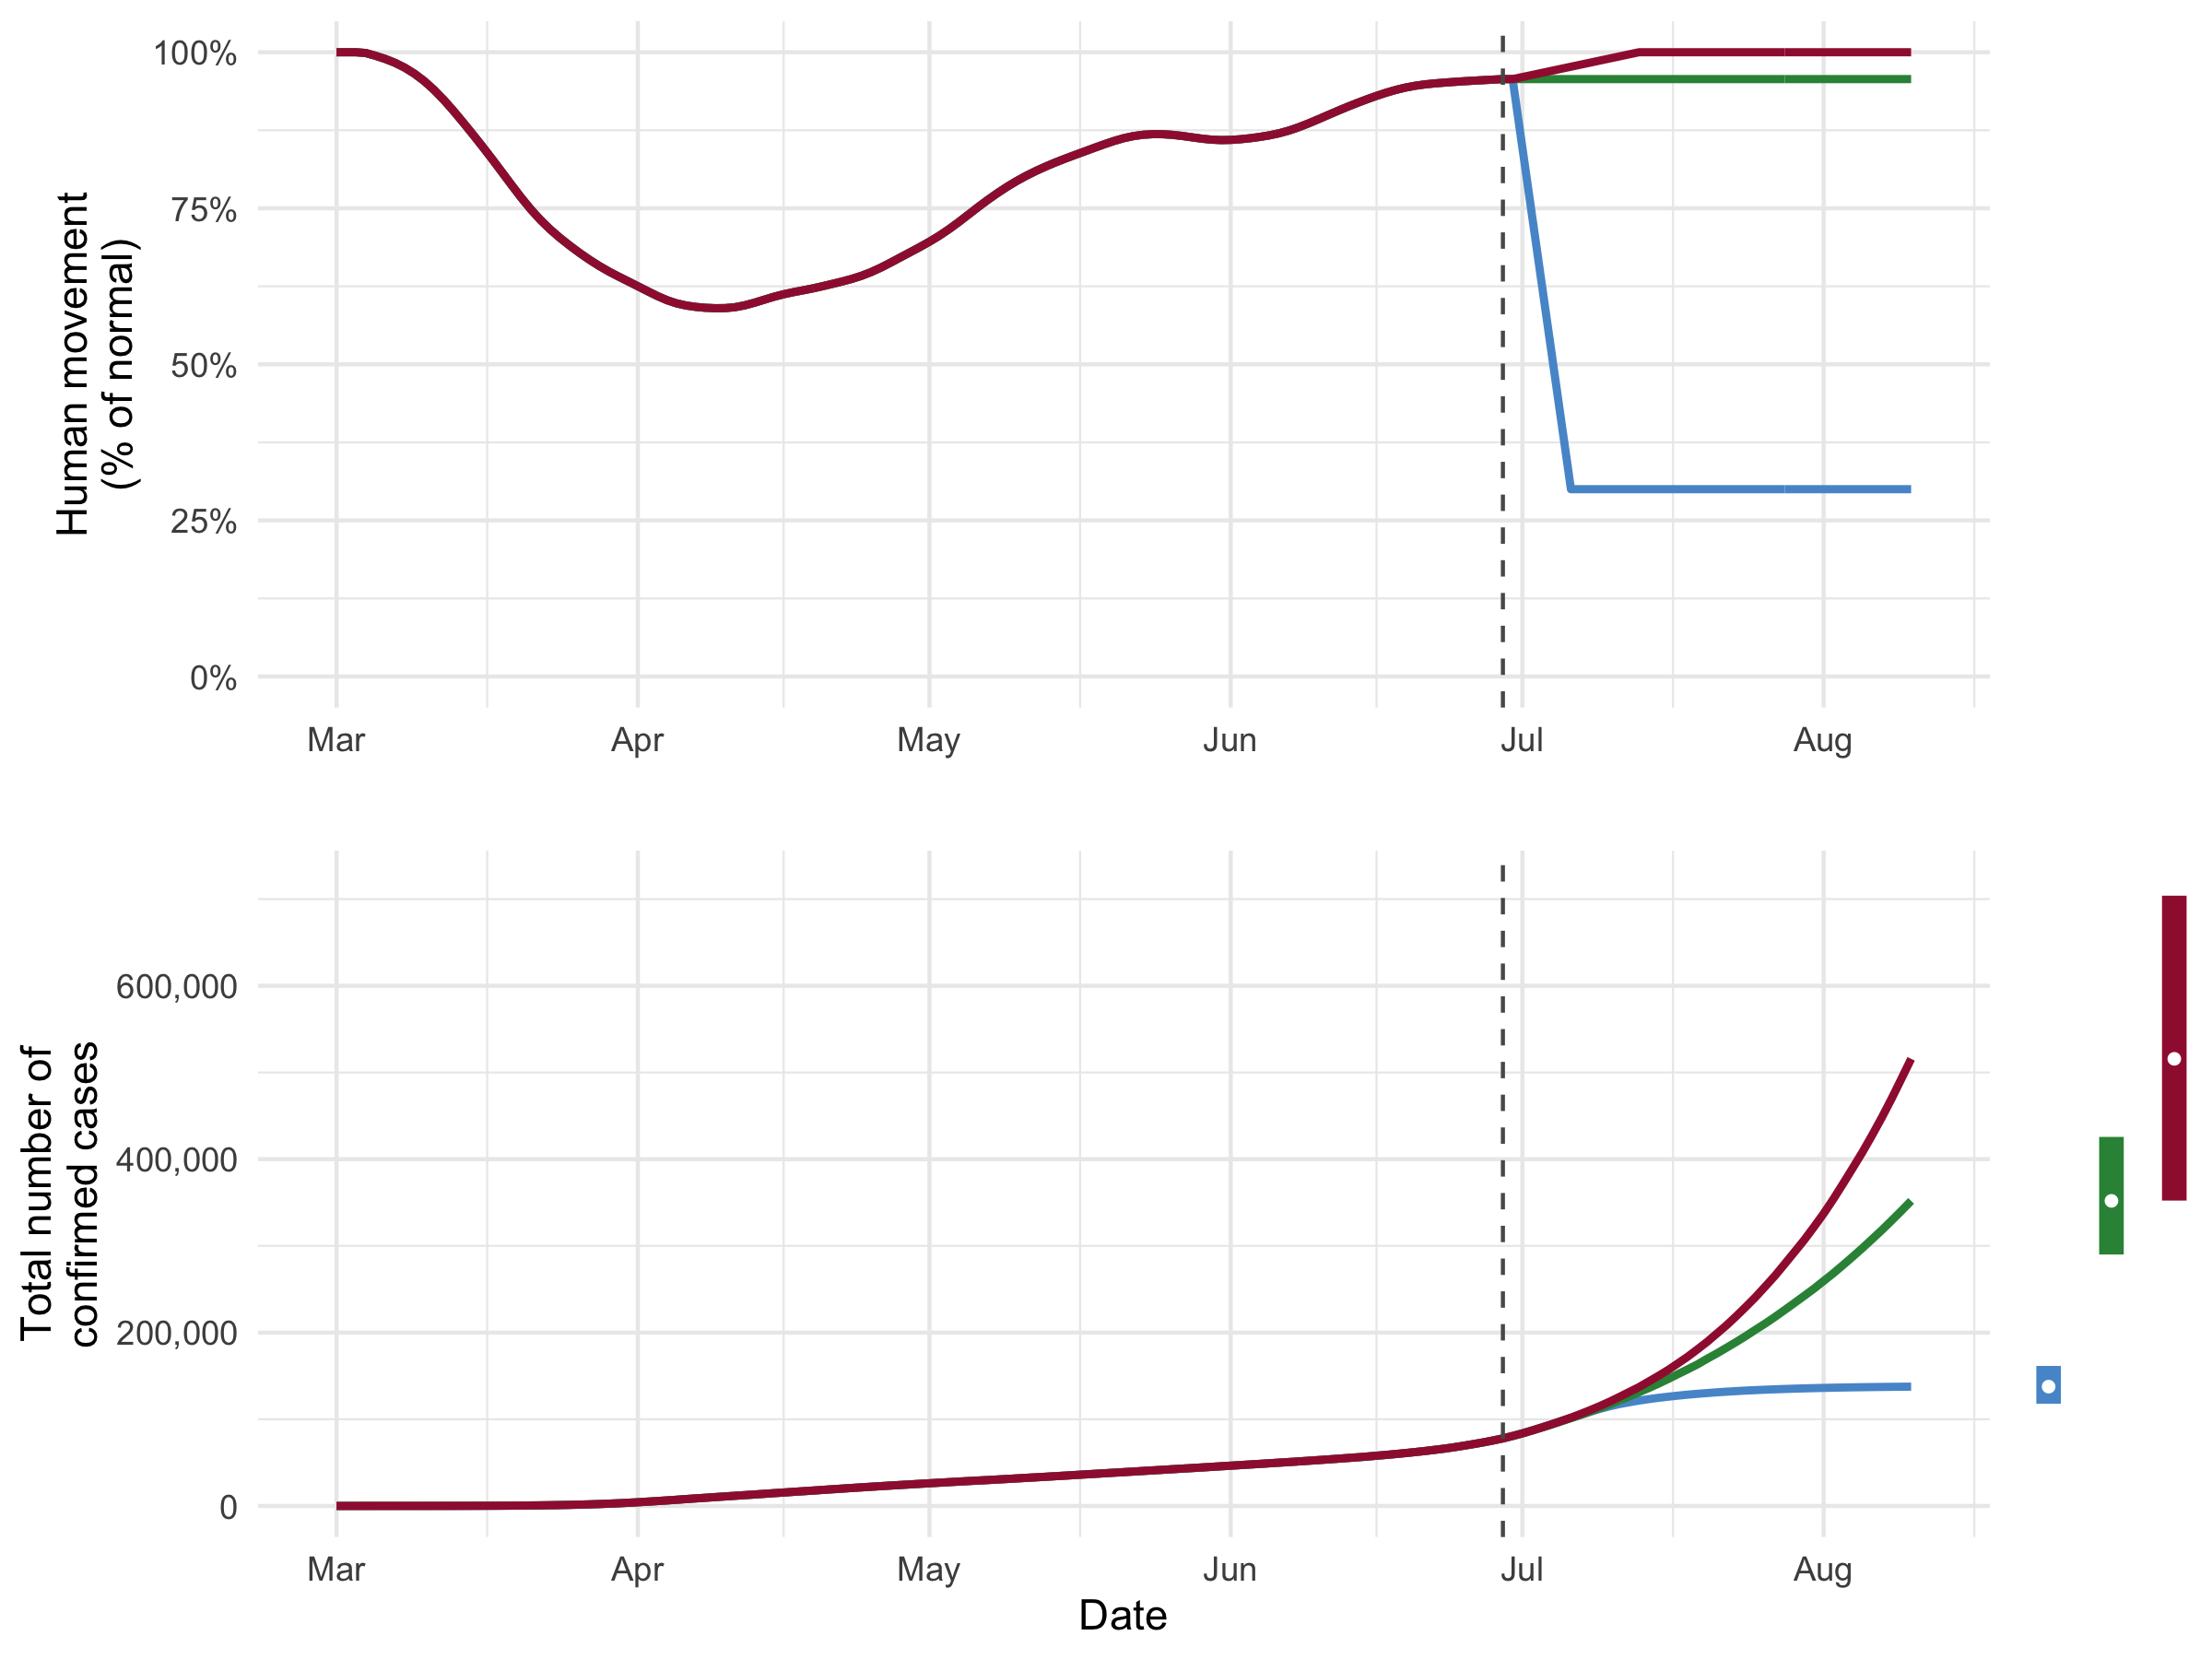 Human movement
(% of normal)
100%
75%
50%
25%
0%
Mar Apr May Jun Jul Aug
Total number of
confirmed cases
600,000
400,000
200,000
0
Mar Apr May Jun Jul Aug
Date